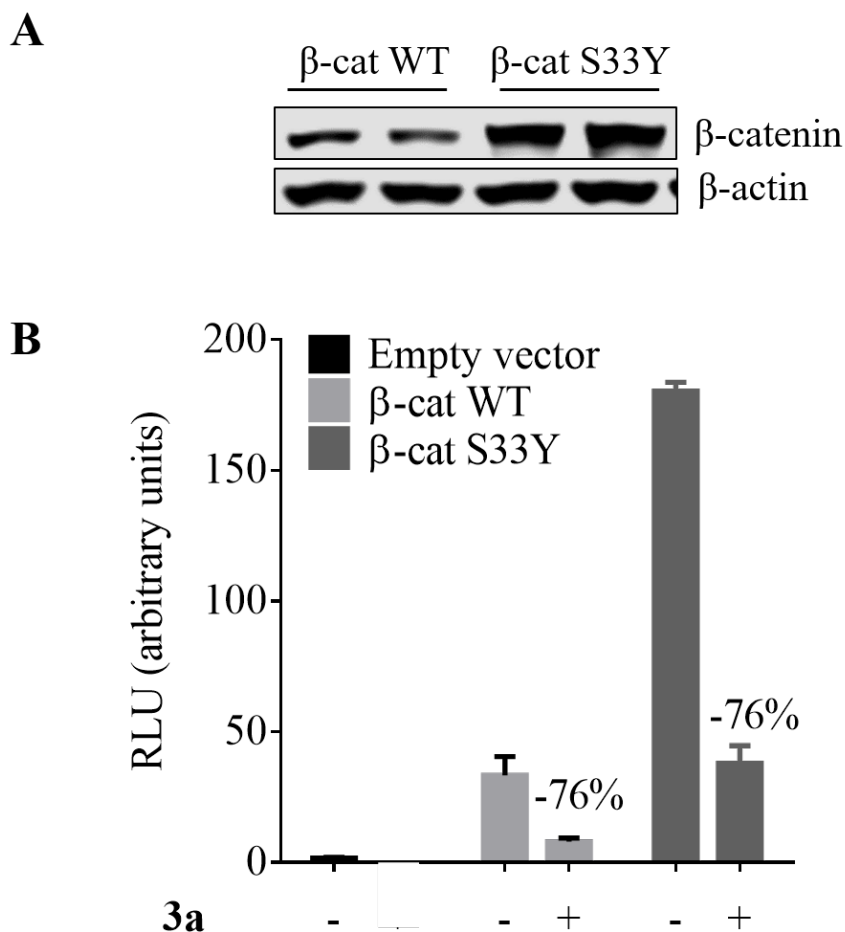 A
β-cat WT β-cat S33Y
β-catenin
β-actin
B
200
150
100
50
0
RLU (arbitrary units)
Empty vector
β-cat WT
β-cat S33Y
-76%
-76%
3a - - + - +